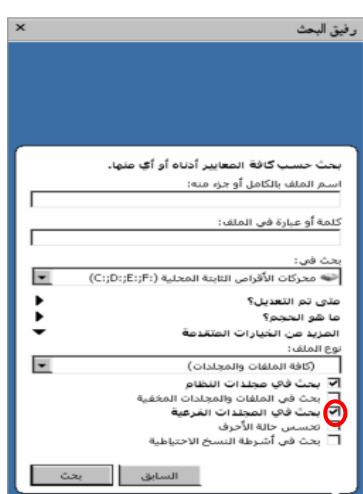 رفيق البحث
بحث حسب كافة المعايير أدناه أو أي منها.
اسم الملف بالكامل أو جزء منه:
كلمة أو عبارة في الملف:
بحث في:
محركات الأقراص الثابتة المحلية (C:;D:;E:;F:)
متى تم التعديل؟
ما هو الحجم؟
المزيد من الخيارات المتقدمة
نوع الملف:
(كافة الملفات والمجلدات)
بحث في مجلدات النظام
بحث في الملفات والمجلدات المخفية
بحث في المجلدات الفرعية
تحسس حالة الأحرف
بحث في أشرطة النسخ الاحتياطية
السابق
بحث